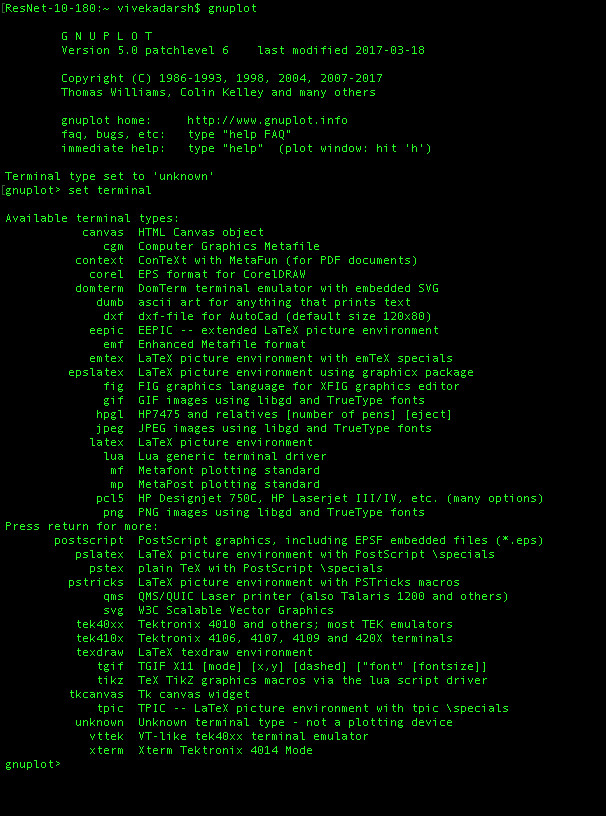 [ResNet-10-180:~ vivekadarsh$ gnuplot
G N U P L O T
Version 5.0 patchlevel 6    last modified 2017-03-18
Copyright (C) 1986-1993, 1998, 2004, 2007-2017
Thomas Williams, Colin Kelley and many others
gnuplot home:     http://www.gnuplot.info
faq, bugs, etc:   type "help FAQ"
immediate help:   type "help"  (plot window: hit 'h')
Terminal type set to 'unknown'
[gnuplot> set terminal
Available terminal types:
canvas  HTML Canvas object
cgm  Computer Graphics Metafile
context  ConTeXt with MetaFun (for PDF documents)
corel  EPS format for CorelDRAW
domterm  DomTerm terminal emulator with embedded SVG
dumb  ascii art for anything that prints text
dxf  dxf-file for AutoCad (default size 120x80)
eepic  EEPIC -- extended LaTeX picture environment
emf  Enhanced Metafile format
emtex  LaTeX picture environment with emTeX specials
epslatex  LaTeX picture environment using graphicx package
fig  FIG graphics language for XFIG graphics editor
gif  GIF images using libgd and TrueType fonts
hpgl  HP7475 and relatives [number of pens] [eject]
jpeg  JPEG images using libgd and TrueType fonts
latex  LaTeX picture environment
lua  Lua generic terminal driver
mf  Metafont plotting standard
mp  MetaPost plotting standard
pcl5  HP Designjet 750C, HP Laserjet III/IV, etc. (many options)
png  PNG images using libgd and TrueType fonts
Press return for more:
postscript  PostScript graphics, including EPSF embedded files (*.eps)
pslatex  LaTeX picture environment with PostScript \specials
pstex  plain TeX with PostScript \specials
pstricks  LaTeX picture environment with PSTricks macros
qms  QMS/QUIC Laser printer (also Talaris 1200 and others)
svg  W3C Scalable Vector Graphics
tek40xx  Tektronix 4010 and others; most TEK emulators
tek410x  Tektronix 4106, 4107, 4109 and 420X terminals
texdraw  LaTeX texdraw environment
tgif  TGIF X11 [mode] [x,y] [dashed] ["font" [fontsize]]
tikz  TeX TikZ graphics macros via the lua script driver
tkcanvas  Tk canvas widget
tpic  TPIC -- LaTeX picture environment with tpic \specials
unknown  Unknown terminal type - not a plotting device
vttek  VT-like tek40xx terminal emulator
xterm  Xterm Tektronix 4014 Mode
gnuplot>